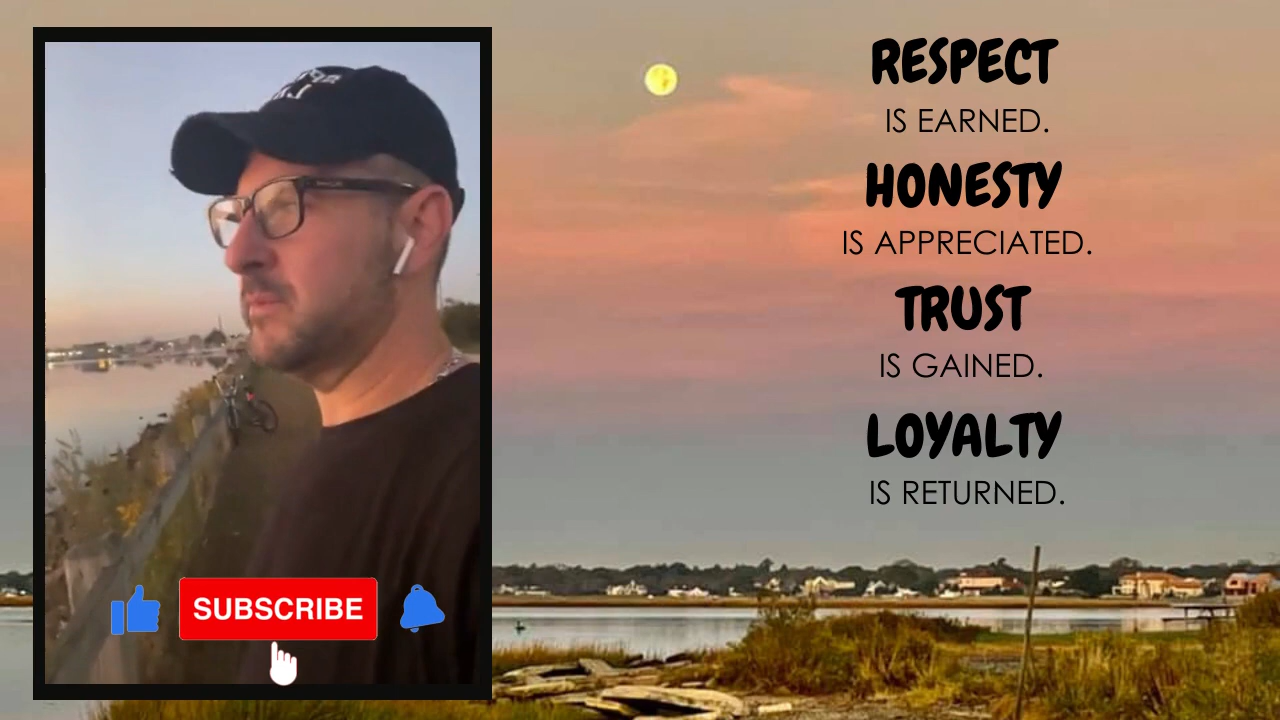 RESPECT
IS EARNED.
HONESTY
IS APPRECIATED.
TRUST
IS GAINED.
LOYALTY
IS RETURNED.
SUBSCRIBE